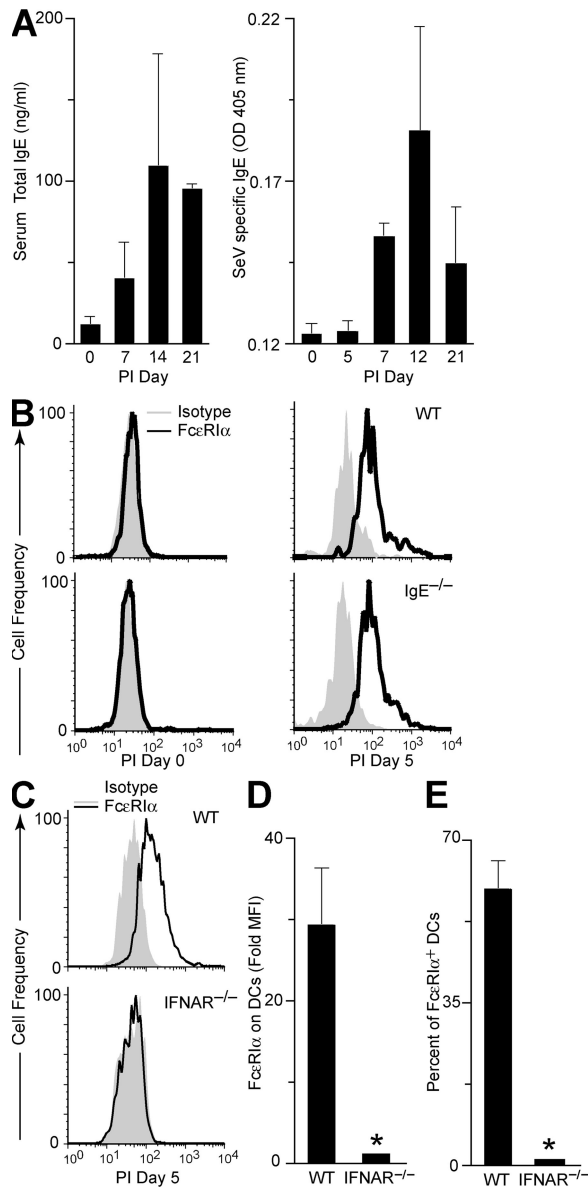 A
Serum Total IgE (ng/ml)
200
100
0
0 7 14 21
PI Day
SeV specific IgE (OD 405 nm)
0.22
0.17
0.12
0 5 7 12 21
PI Day
B
Cell Frequency
100
0
Isotype
FcεRIα
WT
100
0
100
0
IgE–/–
100
0
10⁰ 10¹ 10² 10³ 10⁴
PI Day 0
10⁰ 10¹ 10² 10³ 10⁴
PI Day 5
C
Isotype
FcεRIα
Cell Frequency
100
0
WT
100
0
IFNAR–/–
10⁰ 10¹ 10² 10³ 10⁴
PI Day 5
D
FcεRIα on DCs (Fold MFI)
40
20
0
*
WT IFNAR–/–
E
Percent of FcεRIα⁺ DCs
70
35
0
*
WT IFNAR–/–